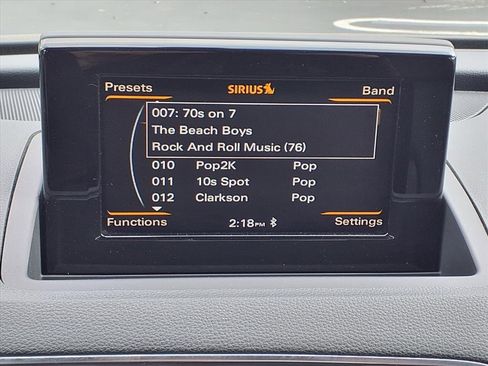 Presets SIRIUS Band
007: 70s on 7
The Beach Boys
Rock And Roll Music (76)
010 Pop2K Pop
011 10s Spot Pop
012 Clarkson Pop
Functions 2:18PM Settings